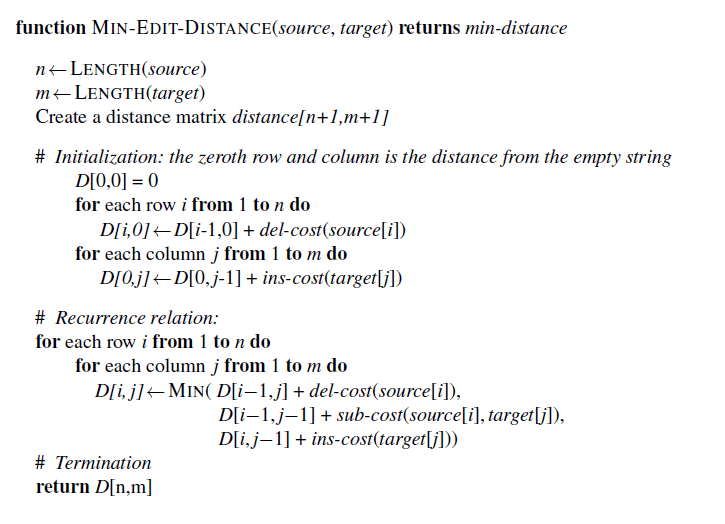 function MIN-EDIT-DISTANCE(source, target) returns min-distance
n←LENGTH(source)
m←LENGTH(target)
Create a distance matrix distance[n+1,m+1]
# Initialization: the zeroth row and column is the distance from the empty string
D[0,0] = 0
for each row i from 1 to n do
D[i,0]←D[i-1,0] + del-cost(source[i])
for each column j from 1 to m do
D[0,j]←D[0,j-1] + ins-cost(target[j])
# Recurrence relation:
for each row i from 1 to n do
for each column j from 1 to m do
D[i,j]←MIN( D[i−1,j] + del-cost(source[i]),
D[i−1,j−1] + sub-cost(source[i],target[j]),
D[i,j−1] + ins-cost(target[j]))
# Termination
return D[n,m]